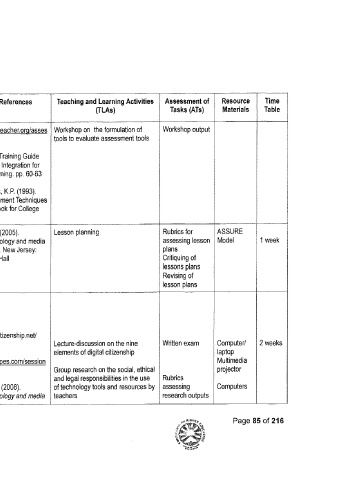 References
Teaching and Learning Activities
(TLAs)
Assessment of
Tasks (ATs)
Resource
Materials
Time
Table
eacher.org/asses
Training Guide
Integration for
ming. pp. 60-63
, K.P. (1993).
ment Techniques
ok for College
Workshop on the formulation of
tools to evaluate assessment tools
Workshop output
(2005).
ology and media
. New Jersey:
Hall
Lesson planning
Rubrics for
assessing lesson
plans
Critiquing of
lessons plans
Revising of
lesson plans
ASSURE
Model
1 week
tizenship.net/
pes.com/session
(2008).
ology and media
Lecture-discussion on the nine
elements of digital citizenship
Group research on the social, ethical
and legal responsibilities in the use
of technology tools and resources by
teachers
Written exam
Rubrics
assessing
research outputs
Computer/
laptop
Multimedia
projector
Computers
2 weeks
Page 85 of 216